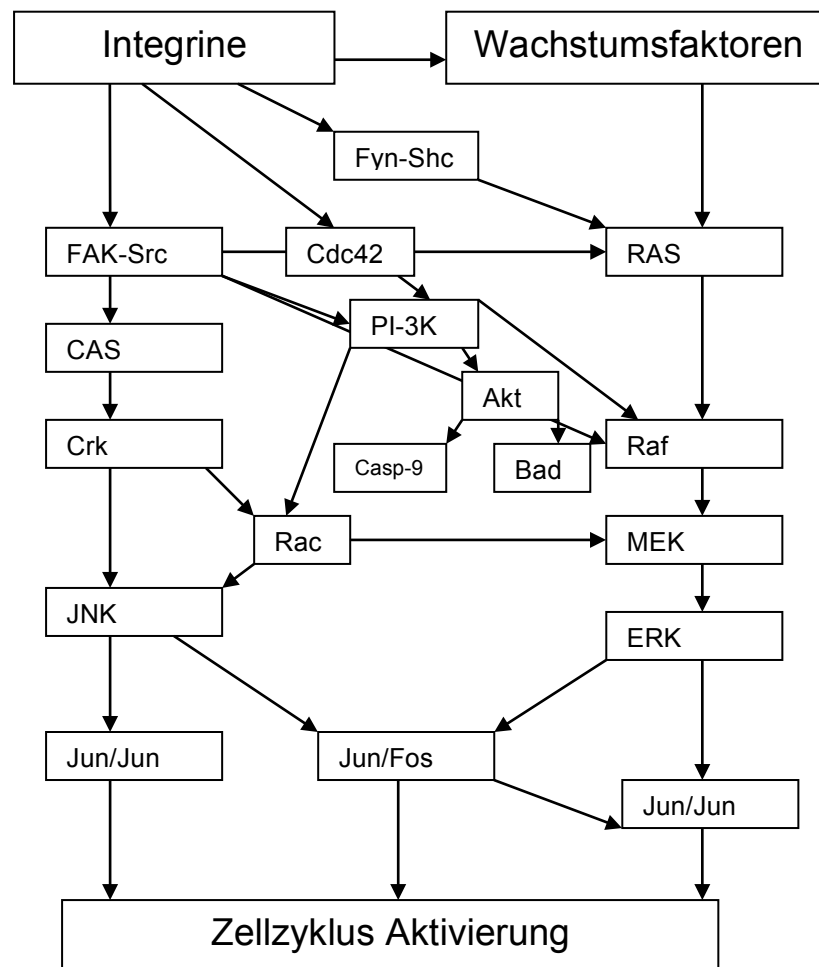 Integrine
Wachstumsfaktoren
Fyn-Shc
FAK-Src
Cdc42
RAS
PI-3K
CAS
Akt
Crk
Casp-9
Bad
Raf
Rac
MEK
JNK
ERK
Jun/Jun
Jun/Fos
Jun/Jun
Zellzyklus Aktivierung